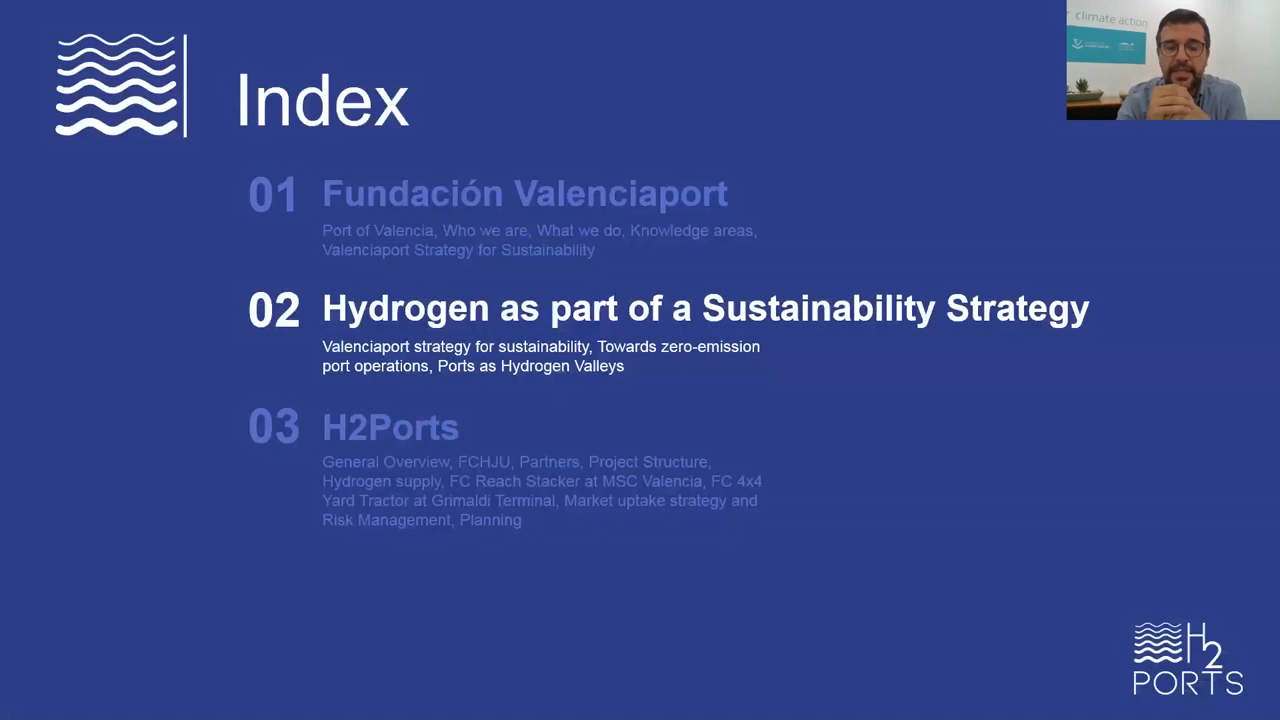 climate action
Index
01 Fundación Valenciaport
Port of Valencia, Who we are, What we do, Knowledge areas,
Valenciaport Strategy for Sustainability
02 Hydrogen as part of a Sustainability Strategy
Valenciaport strategy for sustainability, Towards zero-emission
port operations, Ports as Hydrogen Valleys
03 H2Ports
General Overview, FCHJU, Partners, Project Structure,
Hydrogen supply, FC Reach Stacker at MSC Valencia, FC 4x4
Yard Tractor at Grimaldi Terminal, Market uptake strategy and
Risk Management, Planning
H2
PORTS